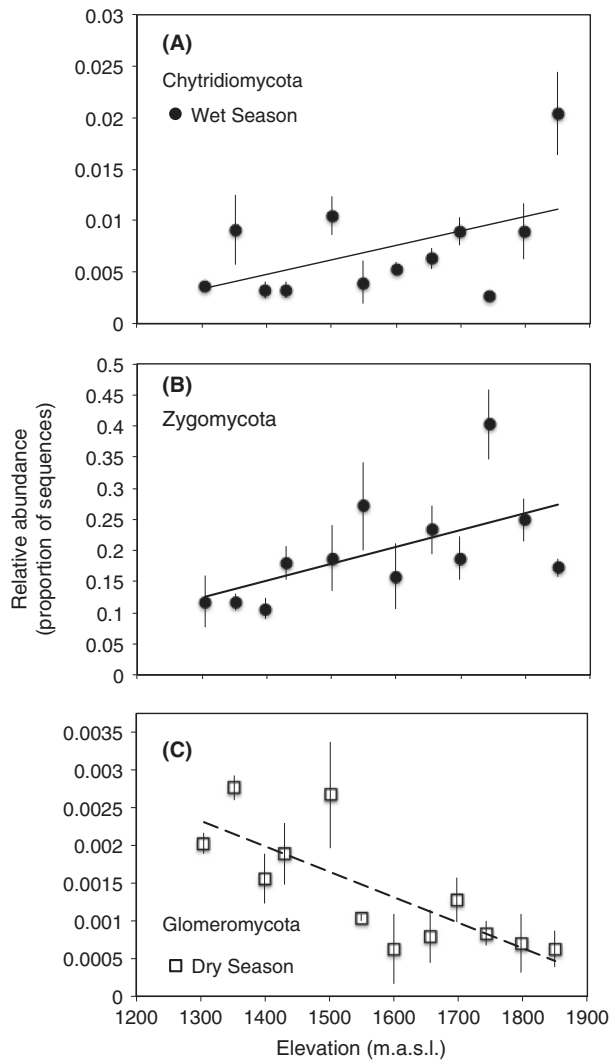 (A)
Chytridiomycota
● Wet Season
0.03
0.025
0.02
0.015
0.01
0.005
0
(B)
Zygomycota
0.5
0.45
0.4
0.35
0.3
0.25
0.2
0.15
0.1
0.05
0
Relative abundance
(proportion of sequences)
(C)
Glomeromycota
Dry Season
0.0035
0.003
0.0025
0.002
0.0015
0.001
0.0005
0
1200 1300 1400 1500 1600 1700 1800 1900
Elevation (m.a.s.l.)